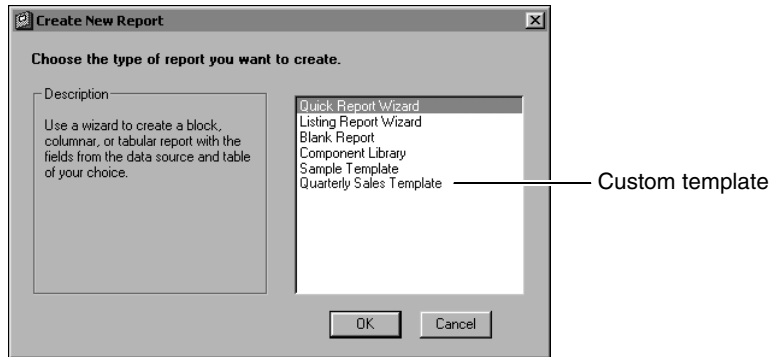 Create New Report
Choose the type of report you want to create.
Description
Use a wizard to create a block,
columnar, or tabular report with the
fields from the data source and table
of your choice.
Quick Report Wizard
Listing Report Wizard
Blank Report
Component Library
Sample Template
Quarterly Sales Template
Custom template
OK
Cancel